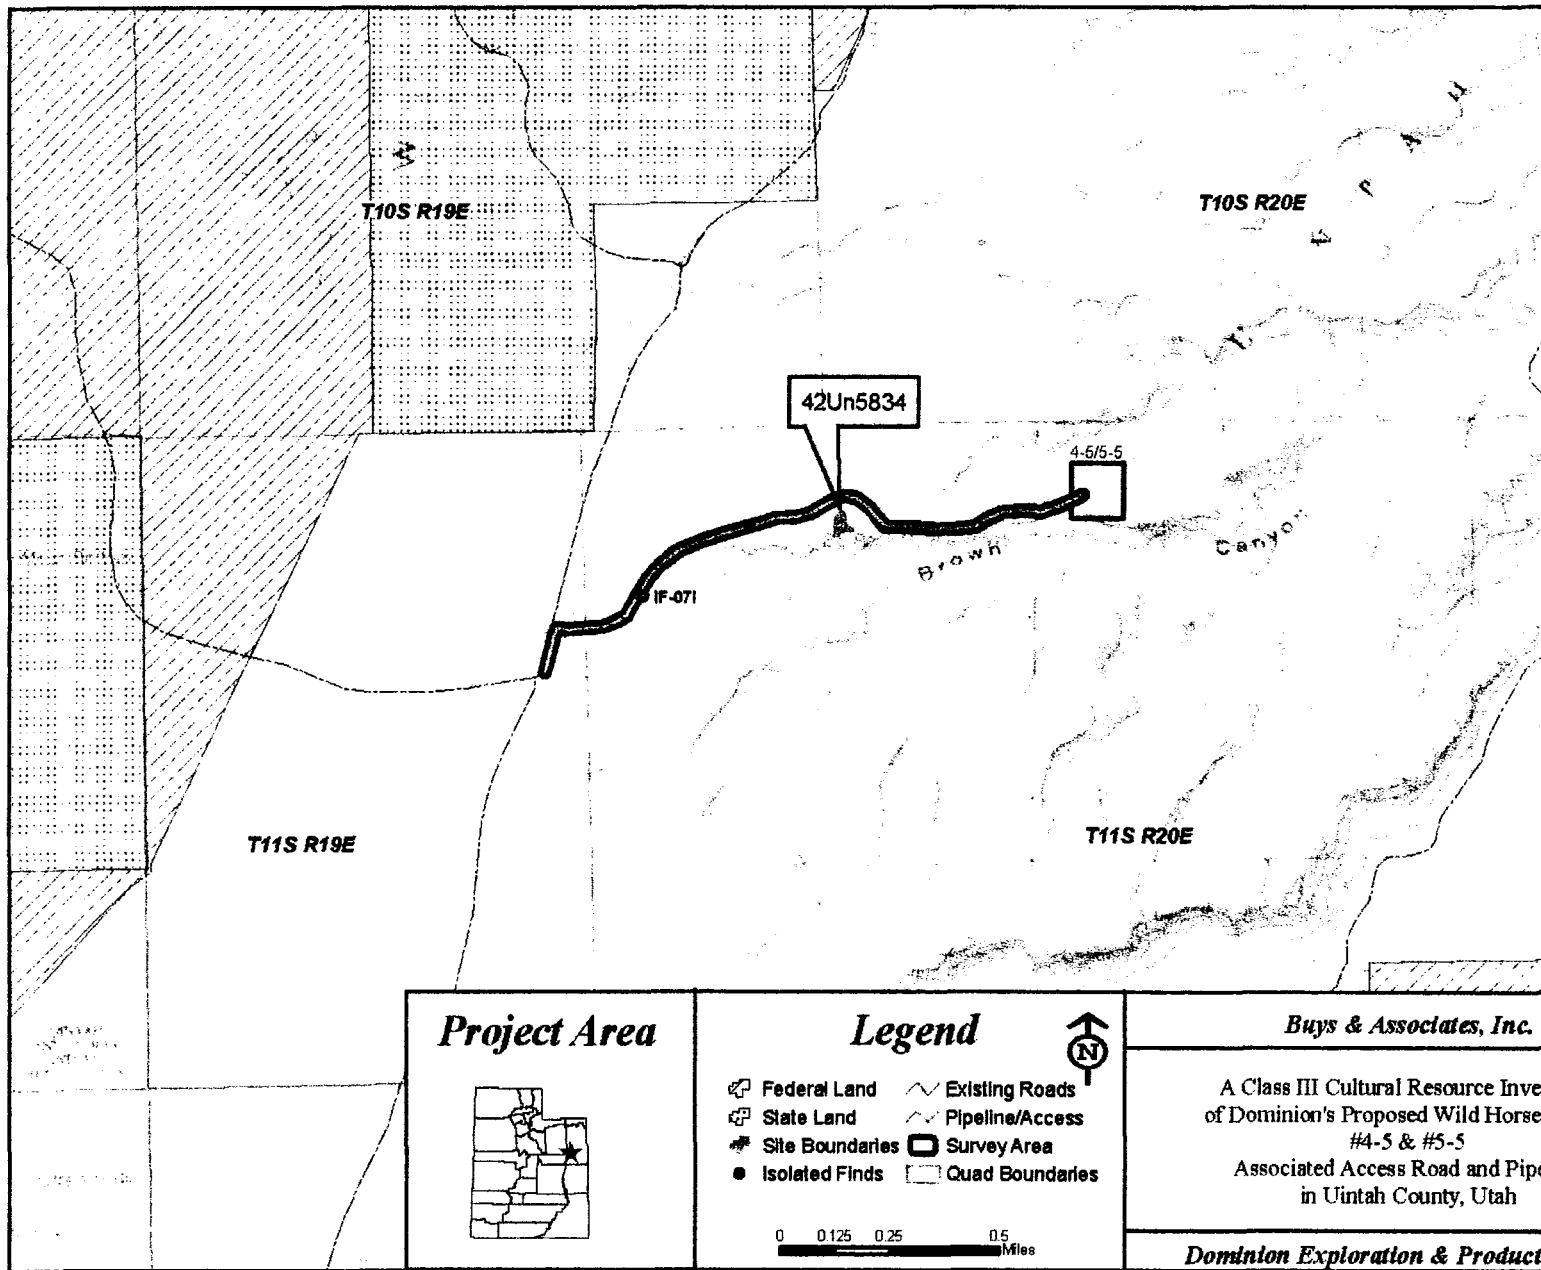 W
T10S R19E
T10S R20E
42Un5834
4-5/5-5
Brown
Canyon
IF-071
T11S R19E
T11S R20E
Project Area
Legend
N
Federal Land
Existing Roads
State Land
Pipeline/Access
Site Boundaries
Survey Area
Isolated Finds
Quad Boundaries
0 0.125 0.25 0.5
Miles
Buys & Associates, Inc.
A Class III Cultural Resource Inve
of Dominion's Proposed Wild Horse
#4-5 & #5-5
Associated Access Road and Pip
in Uintah County, Utah
Dominion Exploration & Product